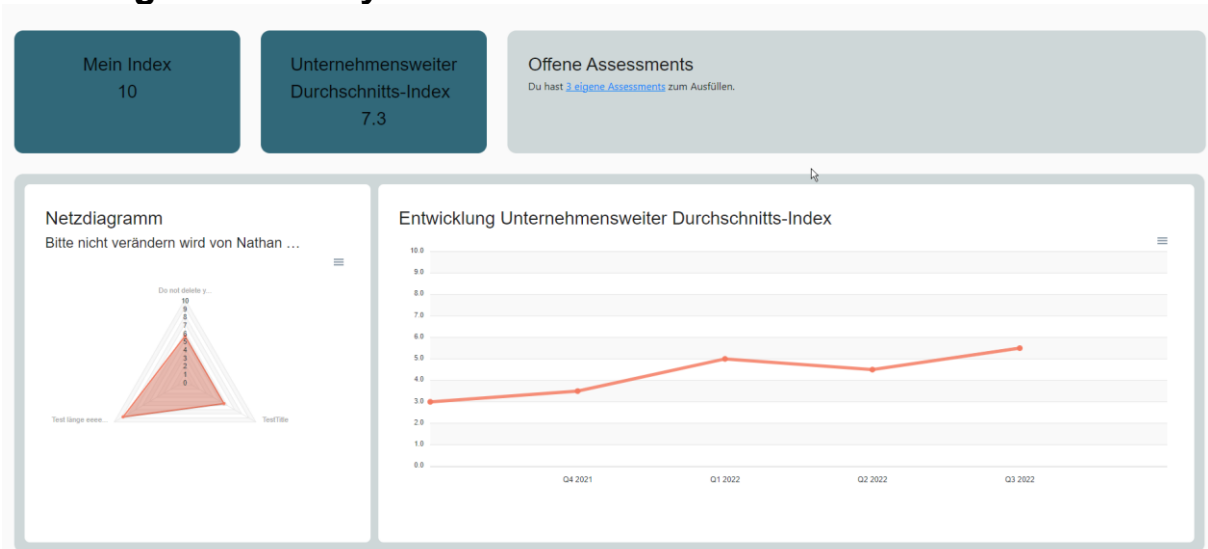 Mein Index
10
Unternehmensweiter
Durchschnitts-Index
7.3
Offene Assessments
Du hast 3 eigene Assessments zum Ausfüllen.
Netzdiagramm
Bitte nicht verändern wird von Nathan …
Do not delete y...
10
9
8
7
6
5
4
3
2
1
0
Test länge eeee...
TestTitle
Entwicklung Unternehmensweiter Durchschnitts-Index
10.0
9.0
8.0
7.0
6.0
5.0
4.0
3.0
2.0
1.0
0.0
Q4 2021
Q1 2022
Q2 2022
Q3 2022